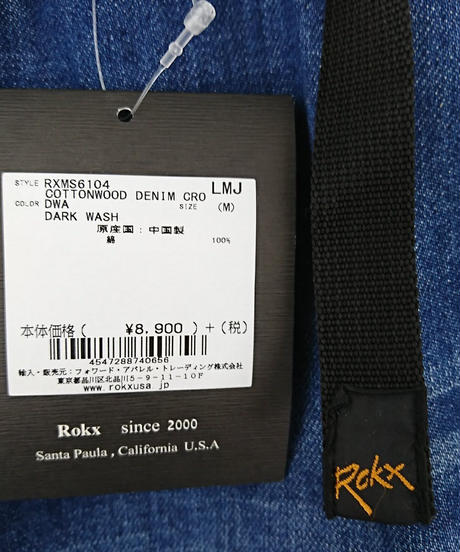 STYLE RXMS6104 LMJ
COTTONWOOD DENIM CRO
COLOR DWA SIZE (M)
DARK WASH
原産国：中国製
綿 100%
本体価格( ¥8,900 )+(税)
4547288740656
輸入・販売元：フォワード・アパレル・トレーディング株式会社
東京都品川区北品川5-9-11-10F
www.rokxusa.jp
Rokx since 2000
Santa Paula , California U.S.A
Rokx